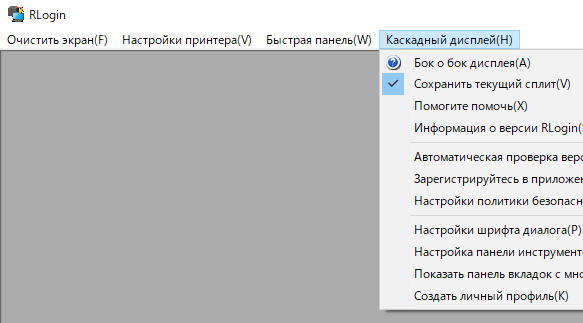 RLogin
Очистить экран(F) Настройки принтера(V) Быстрая панель(W) Каскадный дисплей(H)
Бок о бок дисплея(A)
Сохранить текущий сплит(V)
Помогите помочь(X)
Информация о версии RLogin(
Автоматическая проверка верс
Зарегистрируйтесь в приложен
Настройки политики безопасн
Настройки шрифта диалога(P)
Настройка панели инструменто
Показать панель вкладок с мно
Создать личный профиль(K)